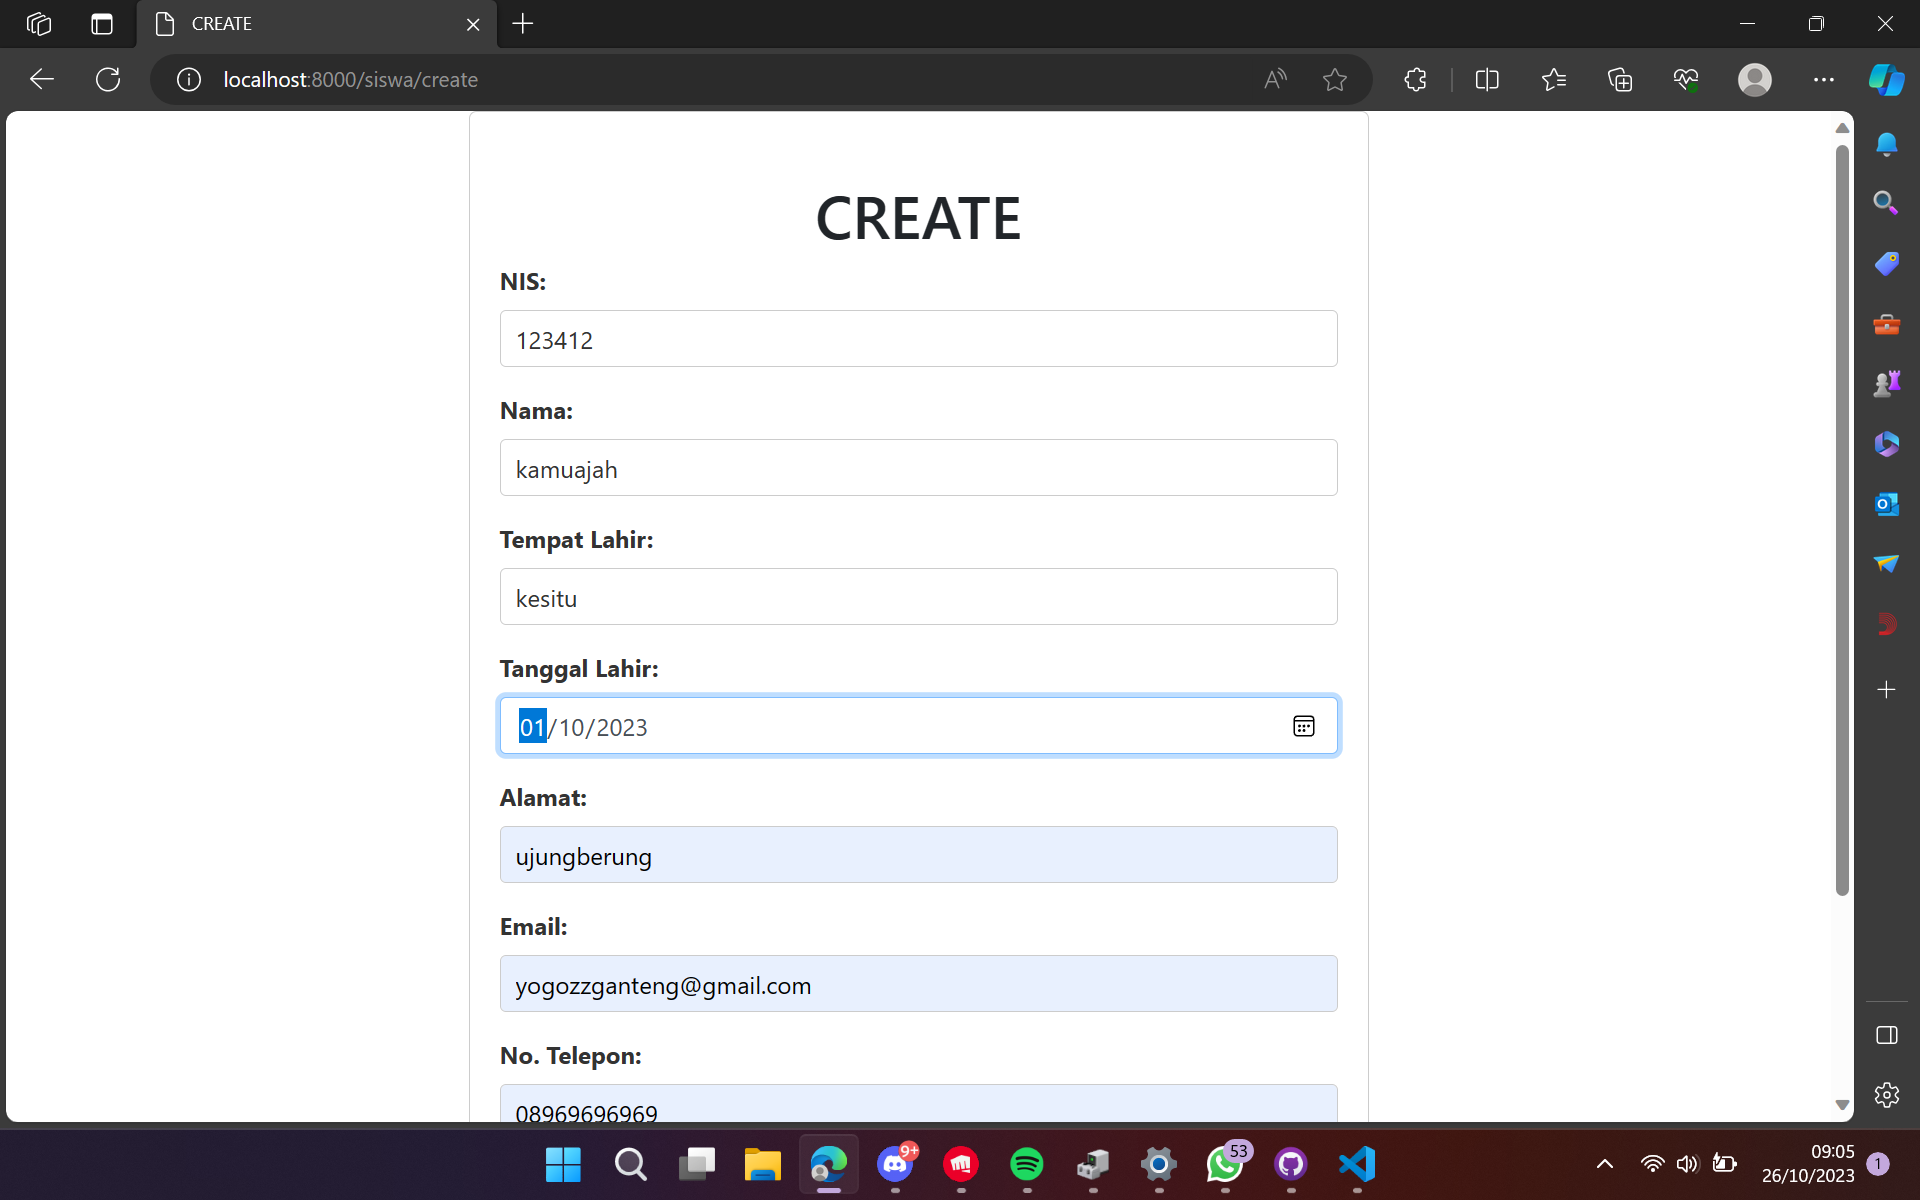 CREATE
localhost:8000/siswa/create
CREATE
NIS:
123412
Nama:
kamuajah
Tempat Lahir:
kesitu
Tanggal Lahir:
01/10/2023
Alamat:
ujungberung
Email:
yogozzganteng@gmail.com
No. Telepon:
08969696969
9+
53
09:05
26/10/2023
1